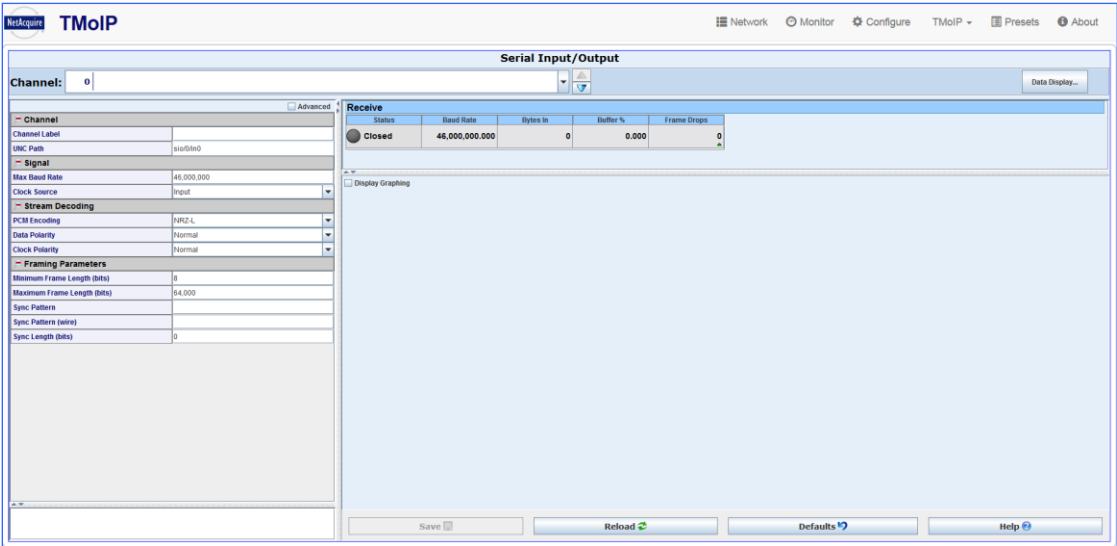 NetAcquire TMoIP Network Monitor Configure TMoIP Presets About
Serial Input/Output
Channel: 0 Data Display...
Advanced
Channel
Channel Label
UNC Path sio/0/In0
Signal
Max Baud Rate 46,000,000
Clock Source Input
Stream Decoding
PCM Encoding NRZ-L
Data Polarity Normal
Clock Polarity Normal
Framing Parameters
Minimum Frame Length (bits) 8
Maximum Frame Length (bits) 64,000
Sync Pattern
Sync Pattern (wire)
Sync Length (bits) 0
Receive
Status Baud Rate Bytes In Buffer % Frame Drops
Closed 46,000,000.000 0 0.000 0
Display Graphing
Save Reload Defaults Help